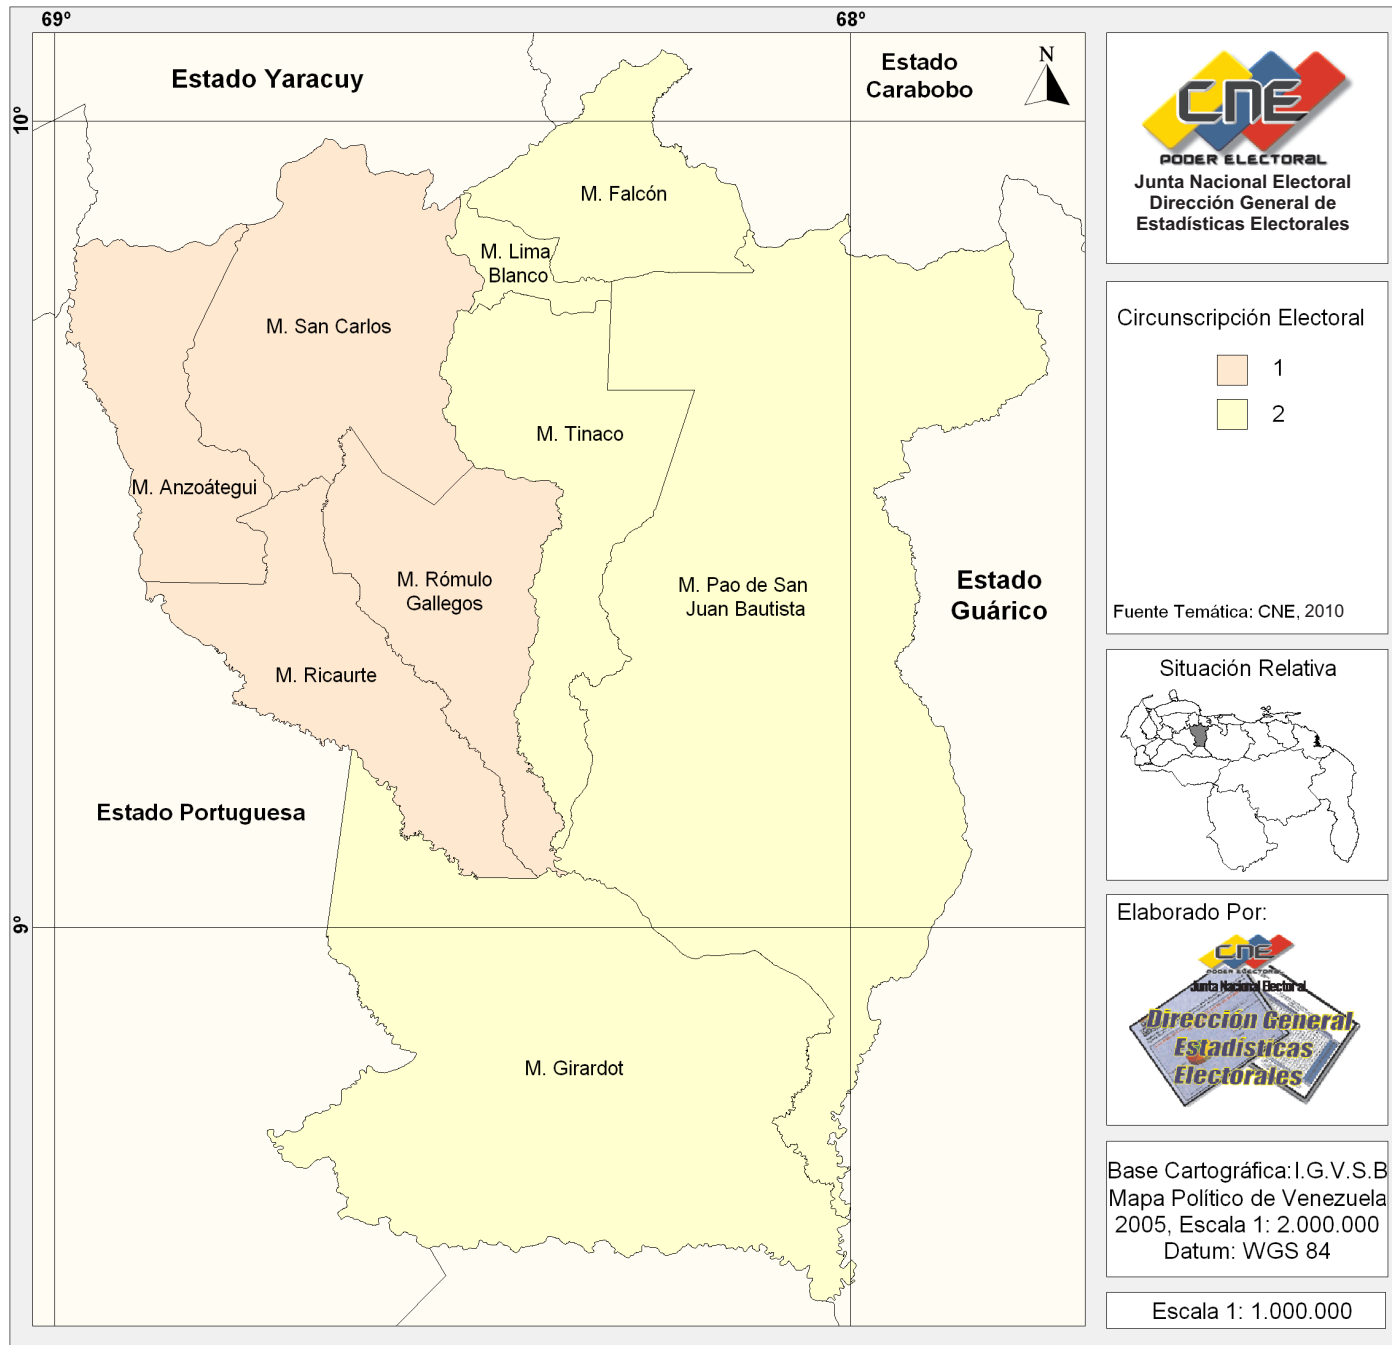 69º
68º
10º
9º
Estado Yaracuy
Estado
Carabobo
N
M. Falcón
M. Lima
Blanco
M. San Carlos
M. Tinaco
M. Anzoátegui
M. Rómulo
Gallegos
M. Pao de San
Juan Bautista
Estado
Guárico
M. Ricaurte
Estado Portuguesa
M. Girardot
CNE
PODER ELECTORAL
Junta Nacional Electoral
Dirección General de
Estadísticas Electorales
Circunscripción Electoral
1
2
Fuente Temática: CNE, 2010
Situación Relativa
Elaborado Por:
CNE
PODER ELECTORAL
Junta Nacional Electoral
Dirección General
Estadísticas
Electorales
Base Cartográfica: I.G.V.S.B
Mapa Político de Venezuela
2005, Escala 1: 2.000.000
Datum: WGS 84
Escala 1: 1.000.000